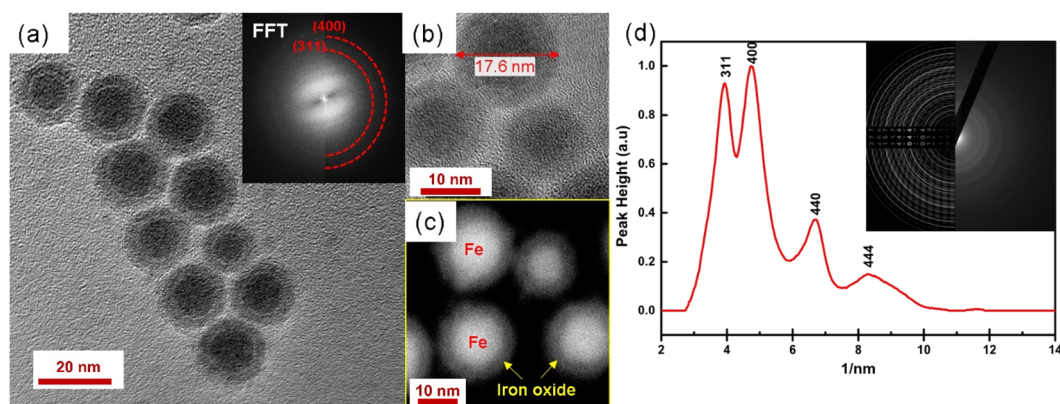 (a)
FFT
(400)
(311)
20 nm
(b)
17.6 nm
10 nm
(c)
Fe
Fe
Iron oxide
10 nm
(d)
Peak Height (a.u)
1.0
0.8
0.6
0.4
0.2
0.0
311
400
440
444
2 4 6 8 10 12 14
1/nm